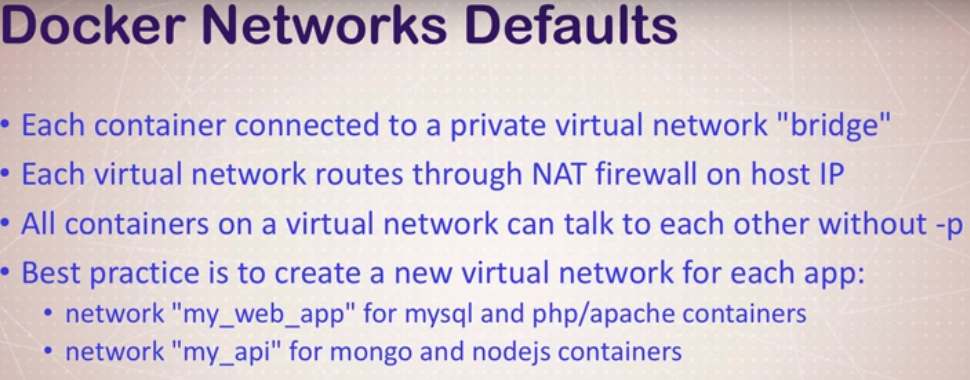 Docker Networks Defaults
• Each container connected to a private virtual network "bridge"
• Each virtual network routes through NAT firewall on host IP
• All containers on a virtual network can talk to each other without -p
• Best practice is to create a new virtual network for each app:
• network "my_web_app" for mysql and php/apache containers
• network "my_api" for mongo and nodejs containers